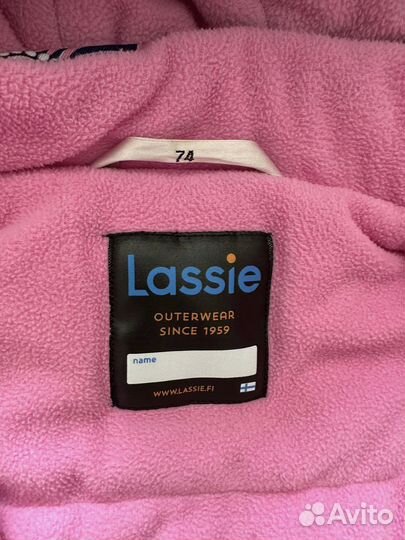 74
Lassie
OUTERWEAR
SINCE 1959
name
WWW.LASSIE.FI
Avito